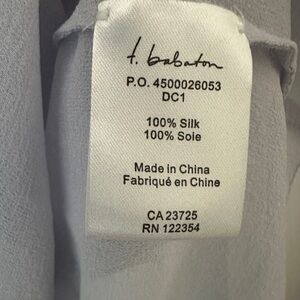 f. babaton
P.O. 4500026053
DC1
100% Silk
100% Soie
Made in China
Fabriqué en Chine
CA 23725
RN 122354